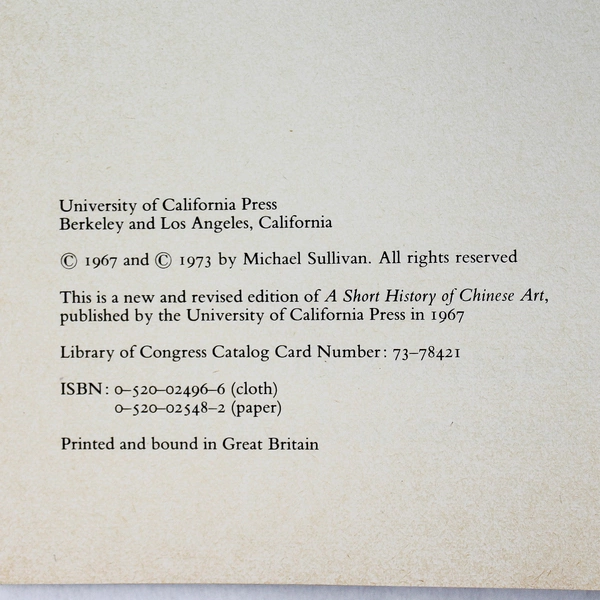 University of California Press
Berkeley and Los Angeles, California
© 1967 and © 1973 by Michael Sullivan. All rights reserved
This is a new and revised edition of A Short History of Chinese Art,
published by the University of California Press in 1967
Library of Congress Catalog Card Number: 73–78421
ISBN: 0–520–02496–6 (cloth)
0–520–02548–2 (paper)
Printed and bound in Great Britain